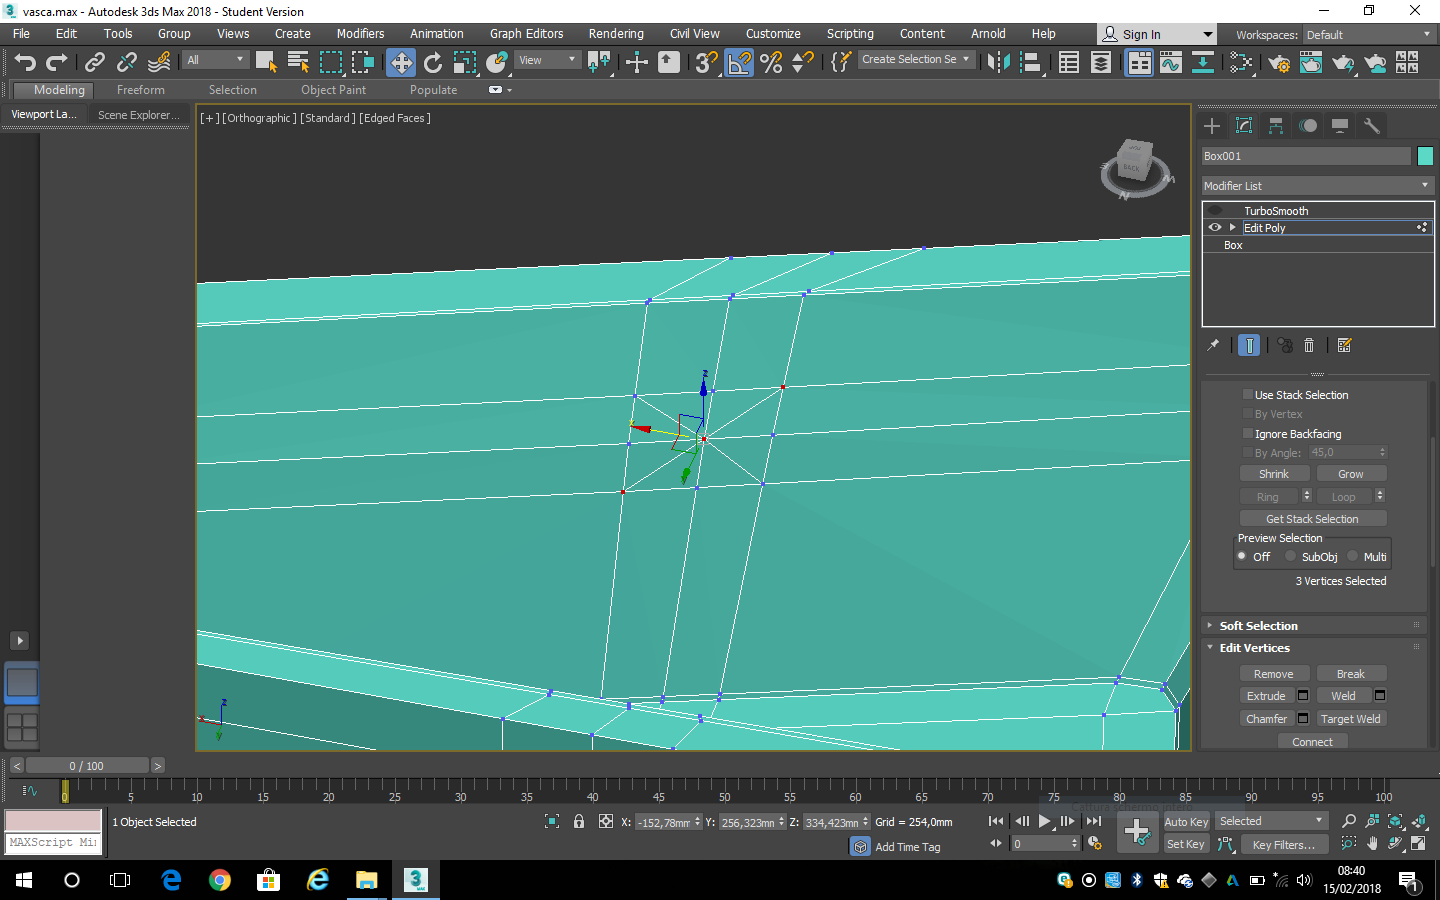 vasca.max - Autodesk 3ds Max 2018 - Student Version
File Edit Tools Group Views Create Modifiers Animation Graph Editors Rendering Civil View Customize Scripting Content Arnold Help Sign In Workspaces: Default
All View Create Selection Se
Modeling Freeform Selection Object Paint Populate
Viewport La... Scene Explorer...
[+] [Orthographic ] [Standard ] [Edged Faces ]
Box001
Modifier List
TurboSmooth
Edit Poly
Box
Use Stack Selection
By Vertex
Ignore Backfacing
By Angle: 45,0
Shrink Grow
Ring Loop
Get Stack Selection
Preview Selection
Off SubObj Multi
3 Vertices Selected
Soft Selection
Edit Vertices
Remove Break
Extrude Weld
Chamfer Target Weld
Connect
BACK
N
z
z
< 0 / 100 >
0 5 10 15 20 25 30 35 40 45 50 55 60 65 70 75 80 85 90 95 100
Cattura schermo intero
1 Object Selected X: -152,78mm Y: 256,323mm Z: 334,423mm Grid = 254,0mm Auto Key Selected
MAXScript Mi
Add Time Tag 0 Set Key Key Filters...
3
MAX
08:40
15/02/2018
1